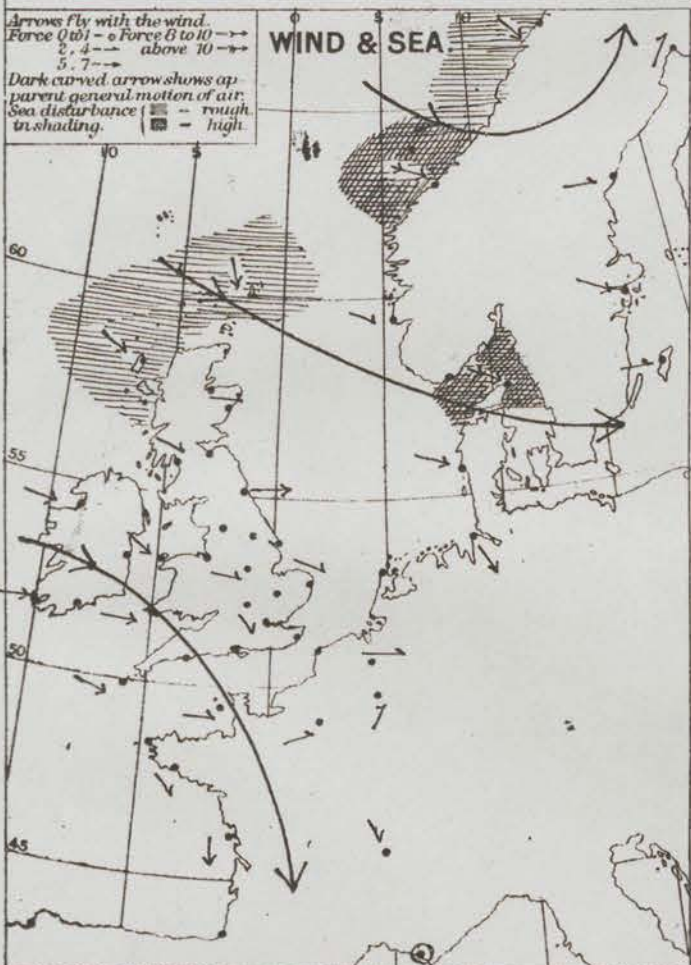 Arrows fly with the wind.
Force 0 to 1 - o Force 8 to 10
2, 4 - above 10 -
5, 7 -
Dark curved arrow shows ap
parent general motion of air.
Sea disturbance { - rough.
in shading. { - high.
WIND & SEA.
0 5 10
10 5 0 5
60
55
50
45